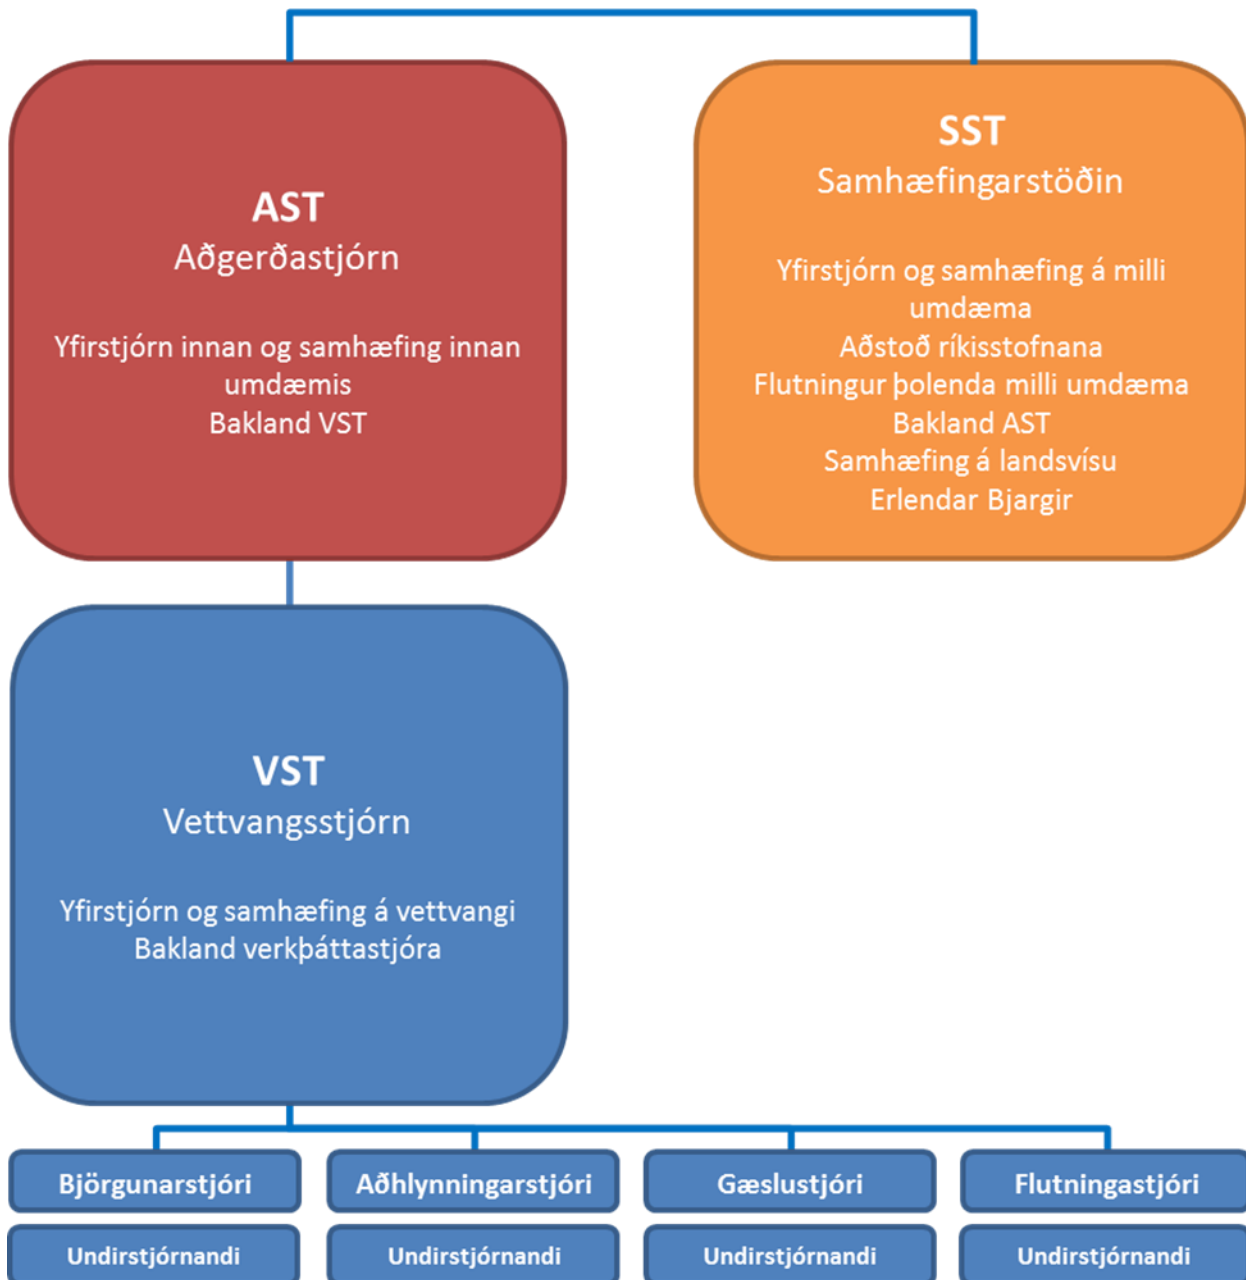 AST
Aðgerðastjórn
Yfirstjórn innan og samhæfing innan
umdæmis
Bakland VST
SST
Samhæfingarstöðin
Yfirstjórn og samhæfing á milli
umdæma
Aðstoð ríkisstofnana
Flutningur þolenda milli umdæma
Bakland AST
Samhæfing á landsvísu
Erlendar Bjargir
VST
Vettvangsstjórn
Yfirstjórn og samhæfing á vettvangi
Bakland verkþáttastjóra
Björgunarstjóri
Aðhlynningarstjóri
Gæslustjóri
Flutningastjóri
Undirstjórnandi
Undirstjórnandi
Undirstjórnandi
Undirstjórnandi